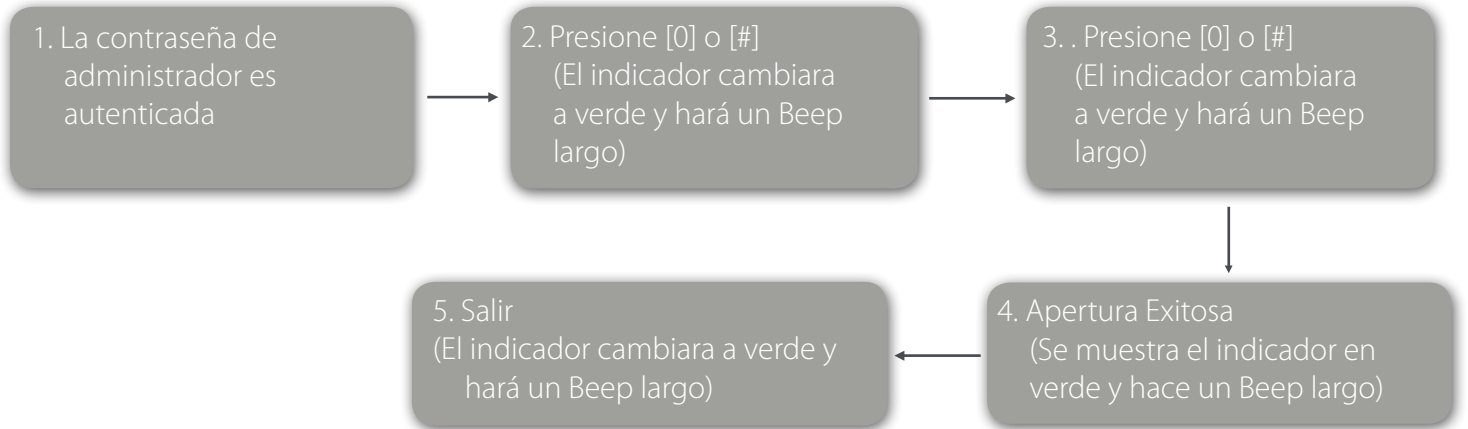 1. La contraseña de
administrador es
autenticada
2. Presione [0] o [#]
(El indicador cambiara
a verde y hará un Beep
largo)
3. . Presione [0] o [#]
(El indicador cambiara
a verde y hará un Beep
largo)
4. Apertura Exitosa
(Se muestra el indicador en
verde y hace un Beep largo)
5. Salir
(El indicador cambiara a verde y
hará un Beep largo)